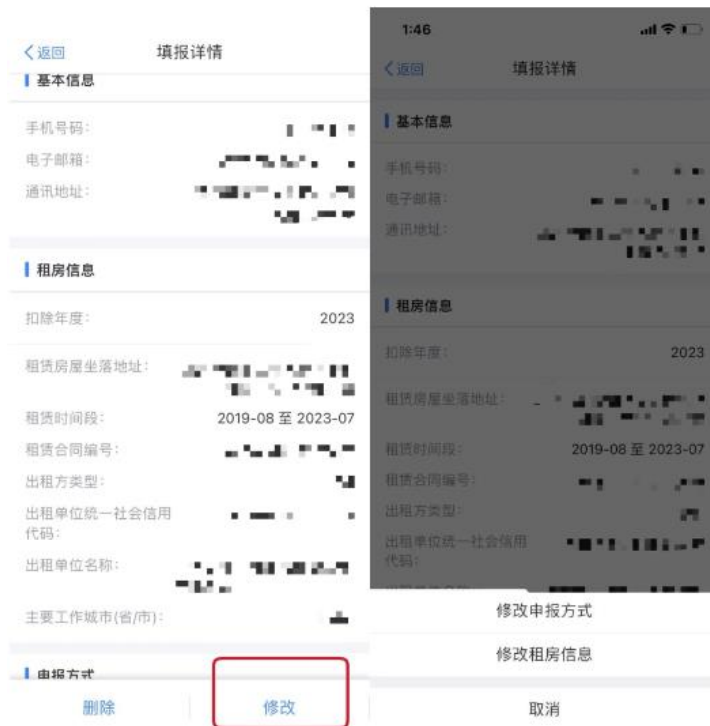 返回
填报详情
基本信息
手机号码：
电子邮箱：
通讯地址：
租房信息
扣除年度：
2023
租赁房屋坐落地址：
租赁时间段：
2019-08 至 2023-07
租赁合同编号：
出租方类型：
出租单位统一社会信用
代码：
出租单位名称：
主要工作城市(省/市)：
申报方式
删除
修改
1:46
返回
填报详情
基本信息
手机号码：
电子邮箱：
通讯地址：
租房信息
扣除年度：
2023
租赁房屋坐落地址：
租赁时间段：
2019-08 至 2023-07
租赁合同编号：
出租方类型：
出租单位统一社会信用
代码：
修改申报方式
修改租房信息
取消